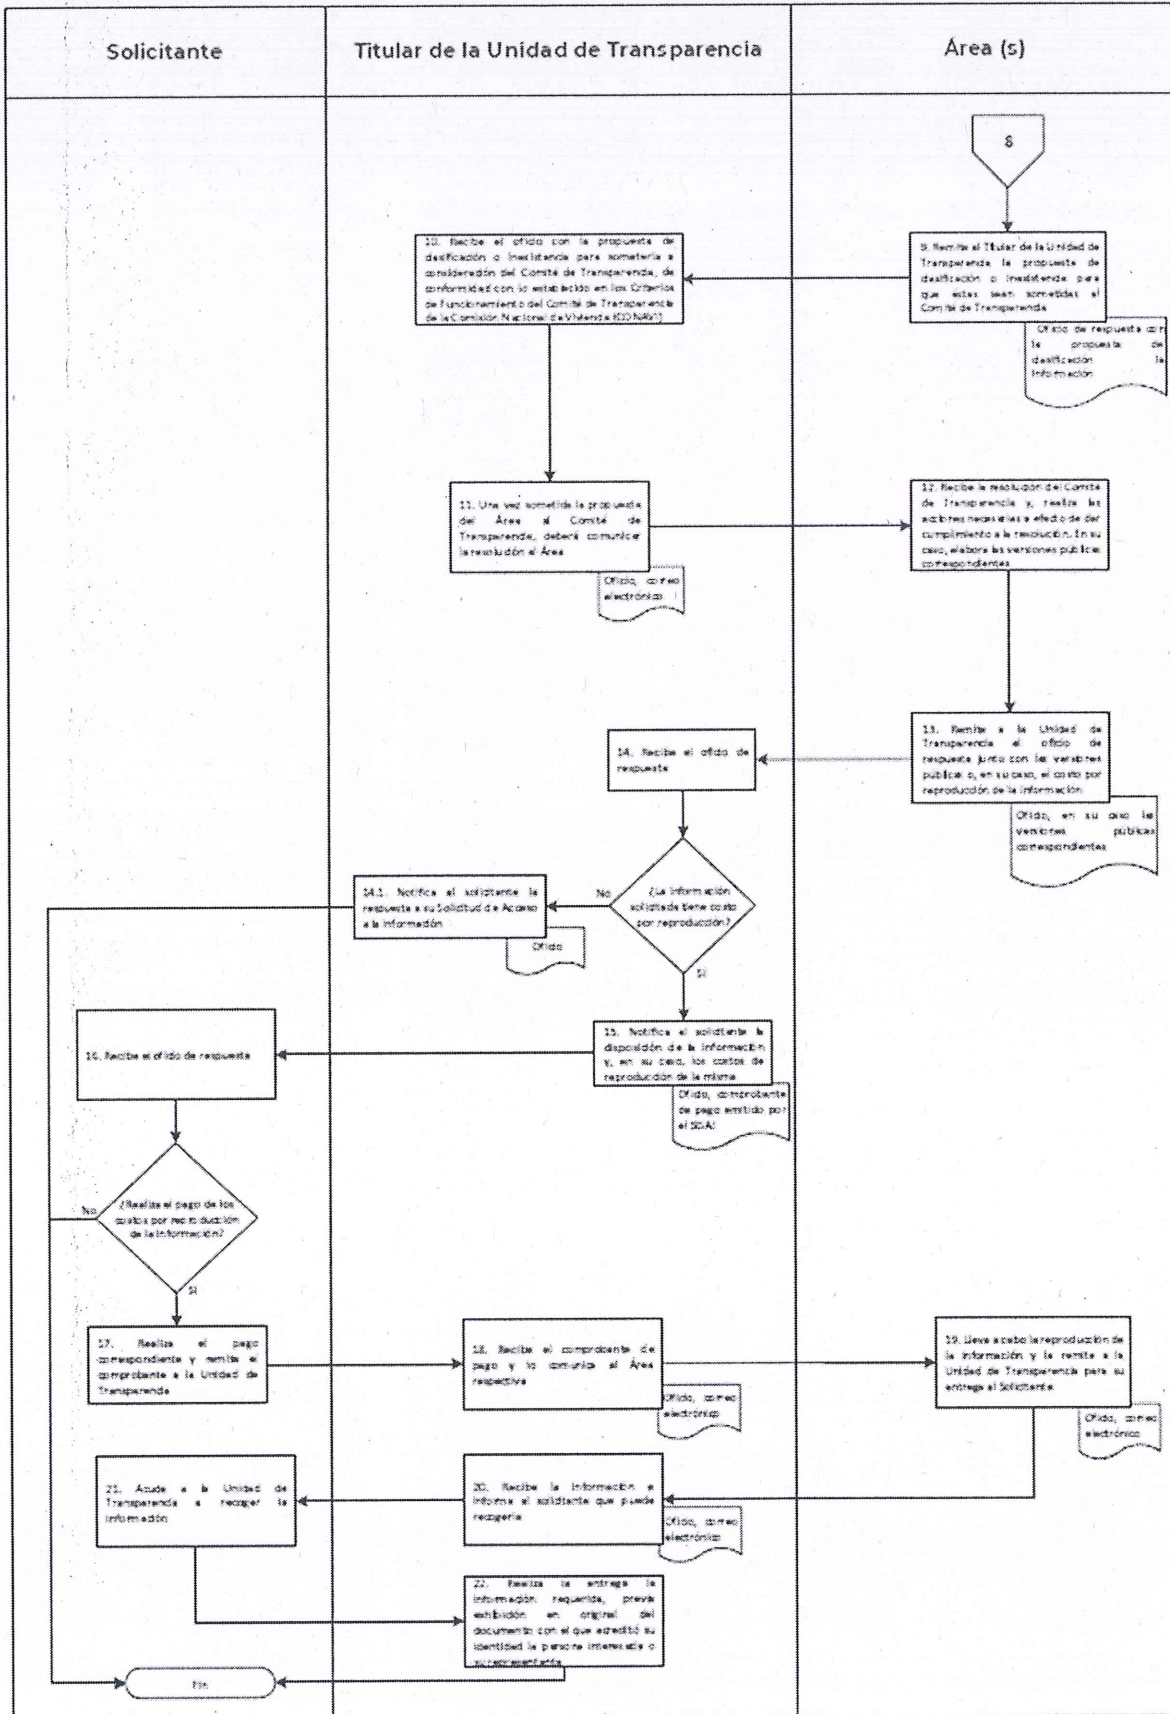 Solicitante
Titular de la Unidad de Transparencia
Área (s)
8
9. Remite al Titular de la Unidad de
Transparencia la propuesta de
clasificación o inexistencia para
que estas sean sometidas al
Comité de Transparencia
Oficio de respuesta con
la propuesta de
clasificación la
información
10. Recibe el oficio con la propuesta de
clasificación o inexistencia para someterla a
consideración del Comité de Transparencia, de
conformidad con lo establecido en los Criterios
de Funcionamiento del Comité de Transparencia
de la Comisión Nacional de Vivienda (CONAVI)
11. Una vez sometida la propuesta
del Área al Comité de
Transparencia, deberá comunicar
la resolución al Área
Oficio, correo
electrónico
12. Recibe la resolución del Comité
de Transparencia y, realiza las
acciones necesarias a efecto de dar
cumplimiento a la resolución. En su
caso, elabora las versiones públicas
correspondientes
13. Remite a la Unidad de
Transparencia el oficio de
respuesta junto con las versiones
públicas o, en su caso, el costo por
reproducción de la información
Oficio, en su caso las
versiones públicas
correspondientes
14. Recibe el oficio de
respuesta
¿La información
solicitada tiene costo
por reproducción?
No
14.1. Notifica al solicitante la
respuesta a su Solicitud de Acceso
a la información
Oficio
Si
15. Notifica al solicitante la
disposición de la información
y, en su caso, los costos de
reproducción de la misma
Oficio, comprobante
de pago emitido por
el SISAI
16. Recibe el oficio de respuesta
¿Realiza el pago de los
costos por reproducción
de la información?
No
Si
17. Realiza el pago
correspondiente y remite el
comprobante a la Unidad de
Transparencia
18. Recibe el comprobante de
pago y lo comunica al Área
respectiva
Oficio, correo
electrónico
19. Lleva a cabo la reproducción de
la información y la remite a la
Unidad de Transparencia para su
entrega al Solicitante
Oficio, correo
electrónico
20. Recibe la información e
informa al solicitante que puede
recogerla
Oficio, correo
electrónico
21. Acude a la Unidad de
Transparencia a recoger la
información
22. Realiza la entrega la
información requerida, previa
exhibición en original del
documento con el que acreditó su
identidad la persona interesada o
su representante
Fin